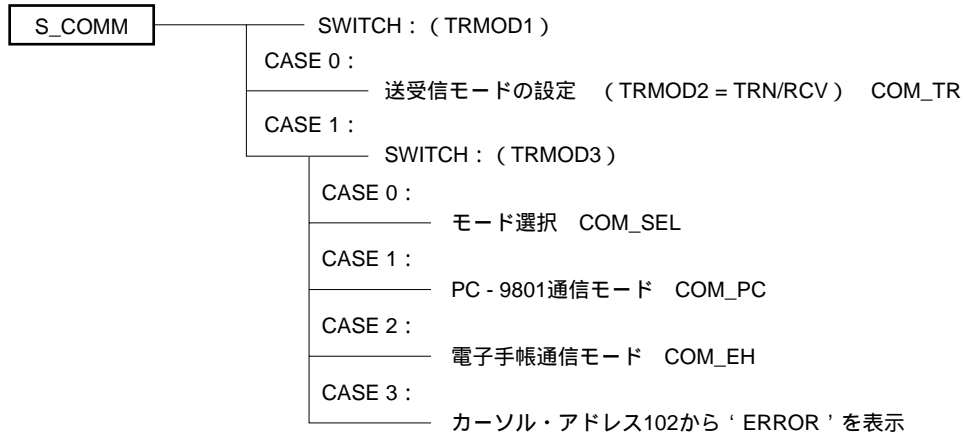 S_COMM
SWITCH：（TRMOD1）
CASE 0：
送受信モードの設定　（TRMOD2 = TRN/RCV）　COM_TR
CASE 1：
SWITCH：（TRMOD3）
CASE 0：
モード選択　COM_SEL
CASE 1：
PC - 9801通信モード　COM_PC
CASE 2：
電子手帳通信モード　COM_EH
CASE 3：
カーソル・アドレス102から‘ERROR’を表示